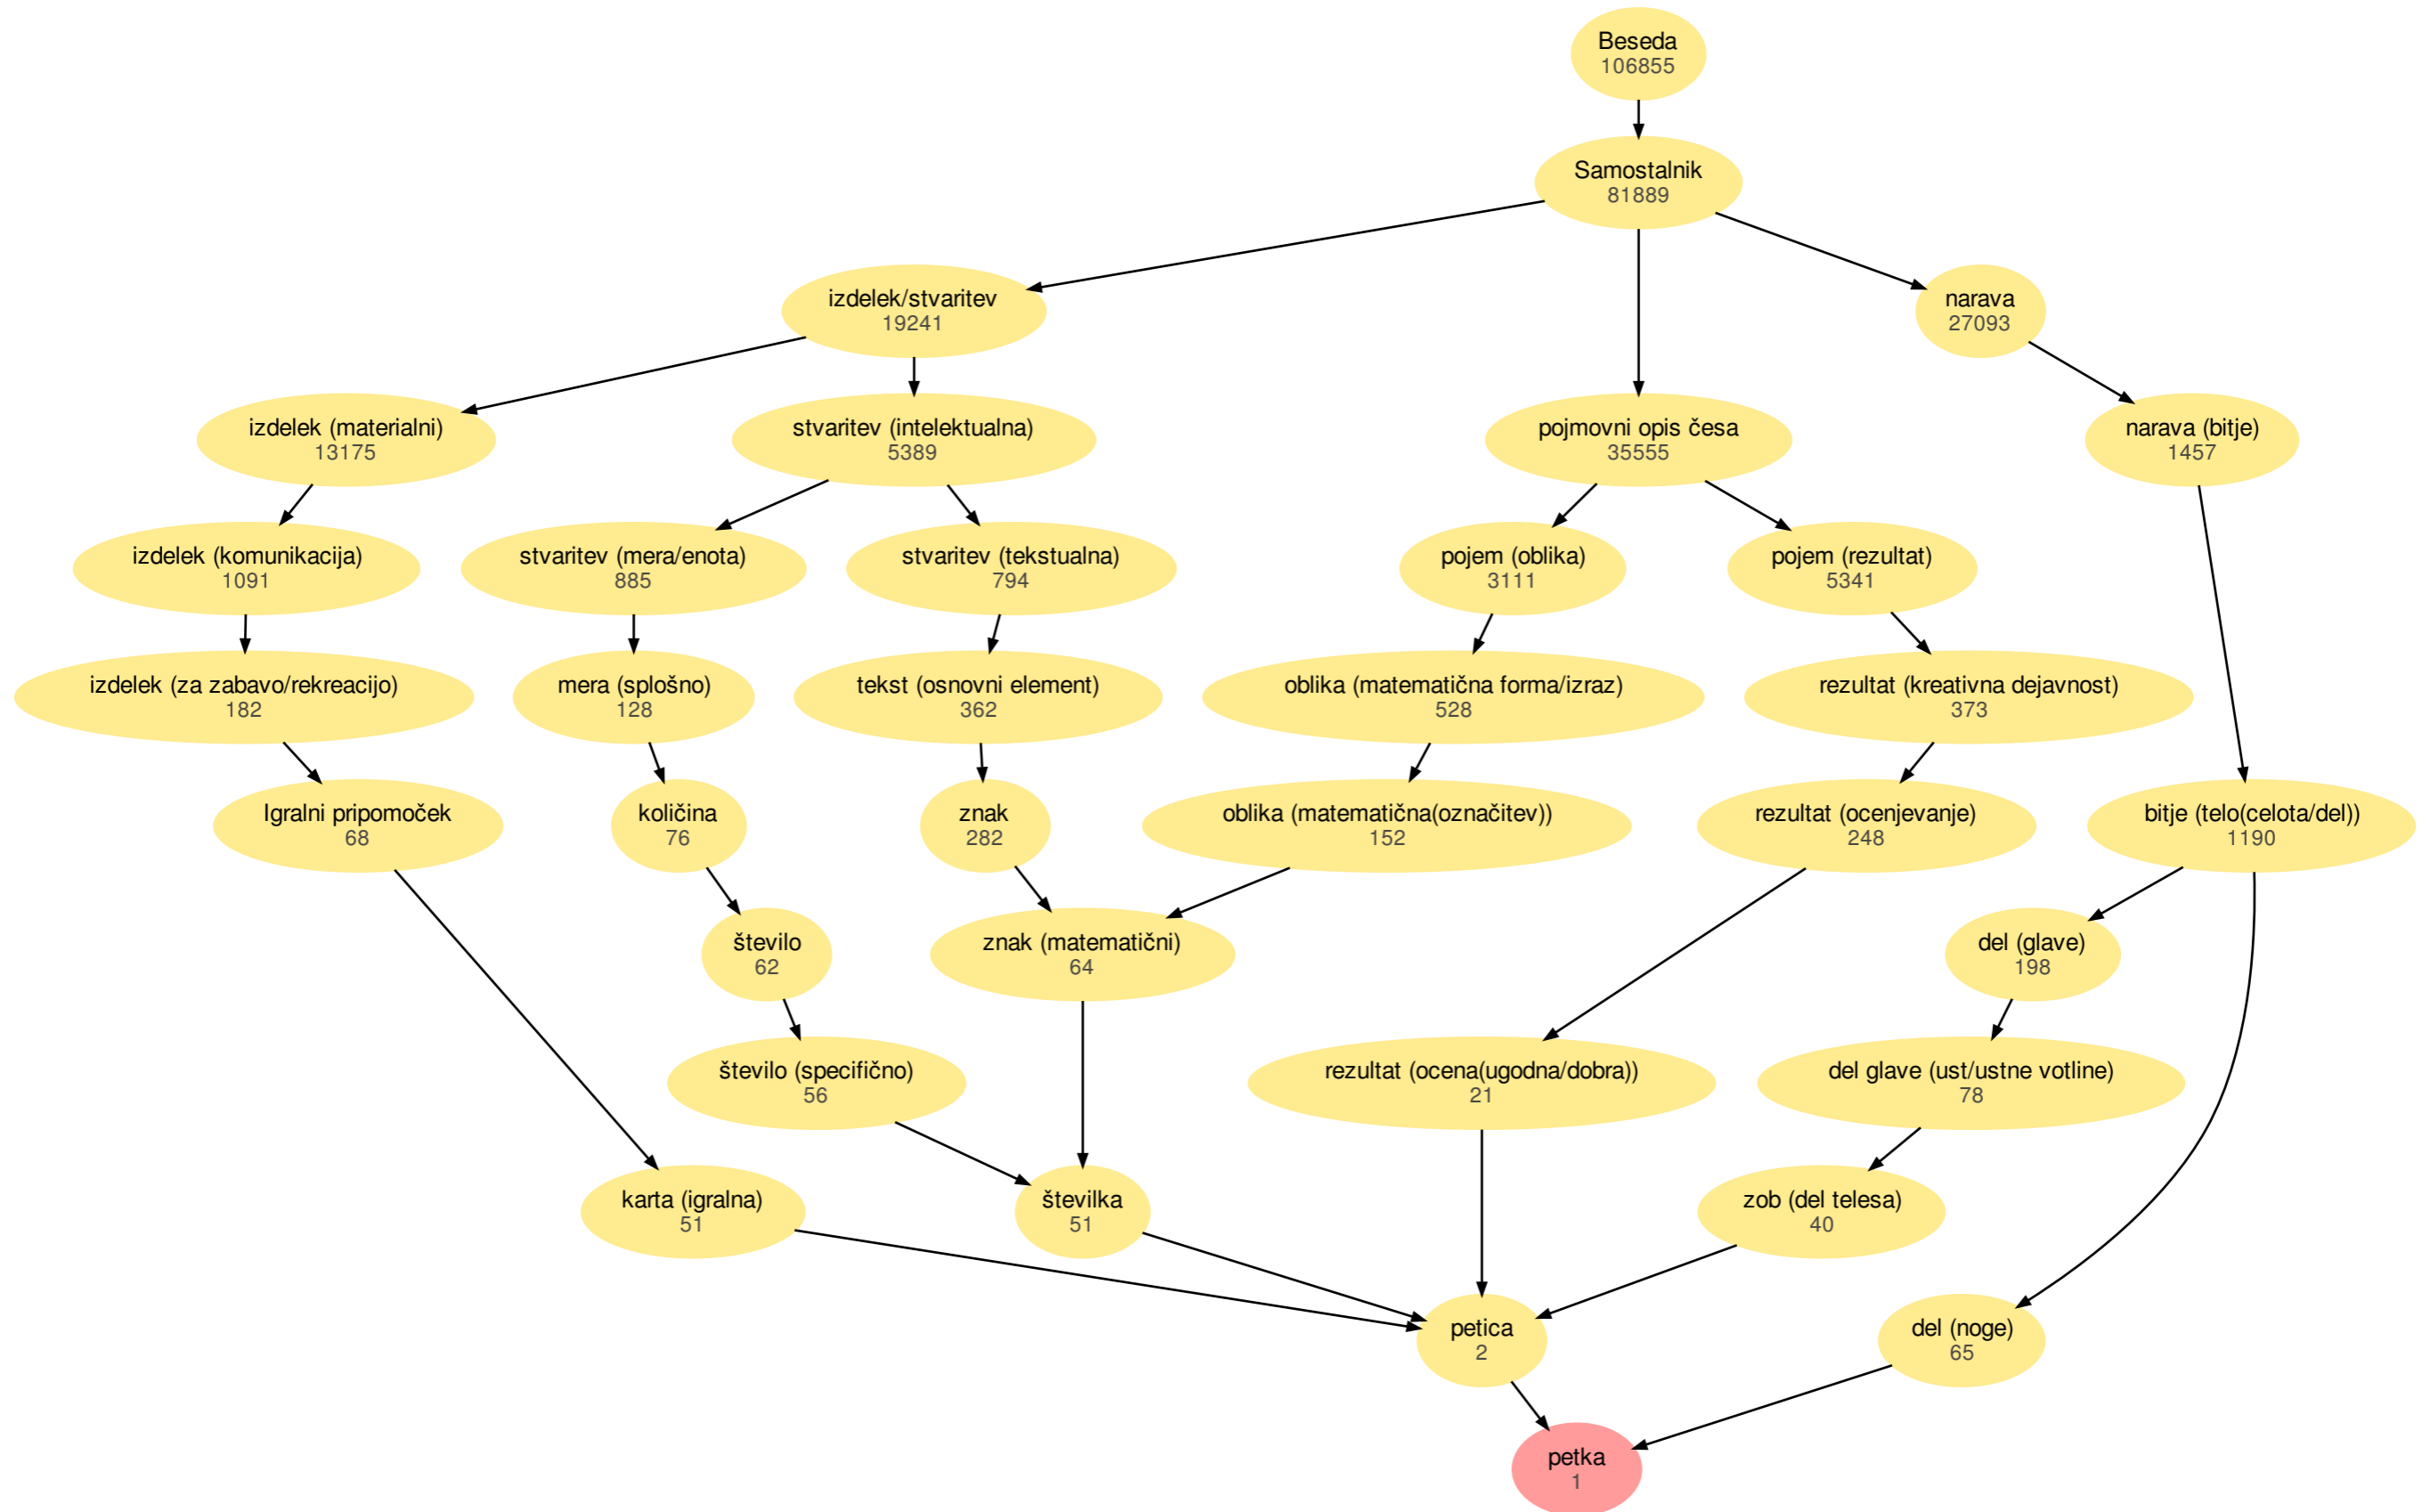 Beseda
106855
Samostalnik
81889
izdelek/stvaritev
19241
narava
27093
izdelek (materialni)
13175
stvaritev (intelektualna)
5389
pojmovni opis česa
35555
narava (bitje)
1457
izdelek (komunikacija)
1091
stvaritev (mera/enota)
885
stvaritev (tekstualna)
794
pojem (oblika)
3111
pojem (rezultat)
5341
izdelek (za zabavo/rekreacijo)
182
mera (splošno)
128
tekst (osnovni element)
362
oblika (matematična forma/izraz)
528
rezultat (kreativna dejavnost)
373
Igralni pripomoček
68
količina
76
znak
282
oblika (matematična(označitev))
152
rezultat (ocenjevanje)
248
bitje (telo(celota/del))
1190
število
62
znak (matematični)
64
del (glave)
198
število (specifično)
56
rezultat (ocena(ugodna/dobra))
21
del glave (ust/ustne votline)
78
karta (igralna)
51
številka
51
zob (del telesa)
40
petica
2
del (noge)
65
petka
1